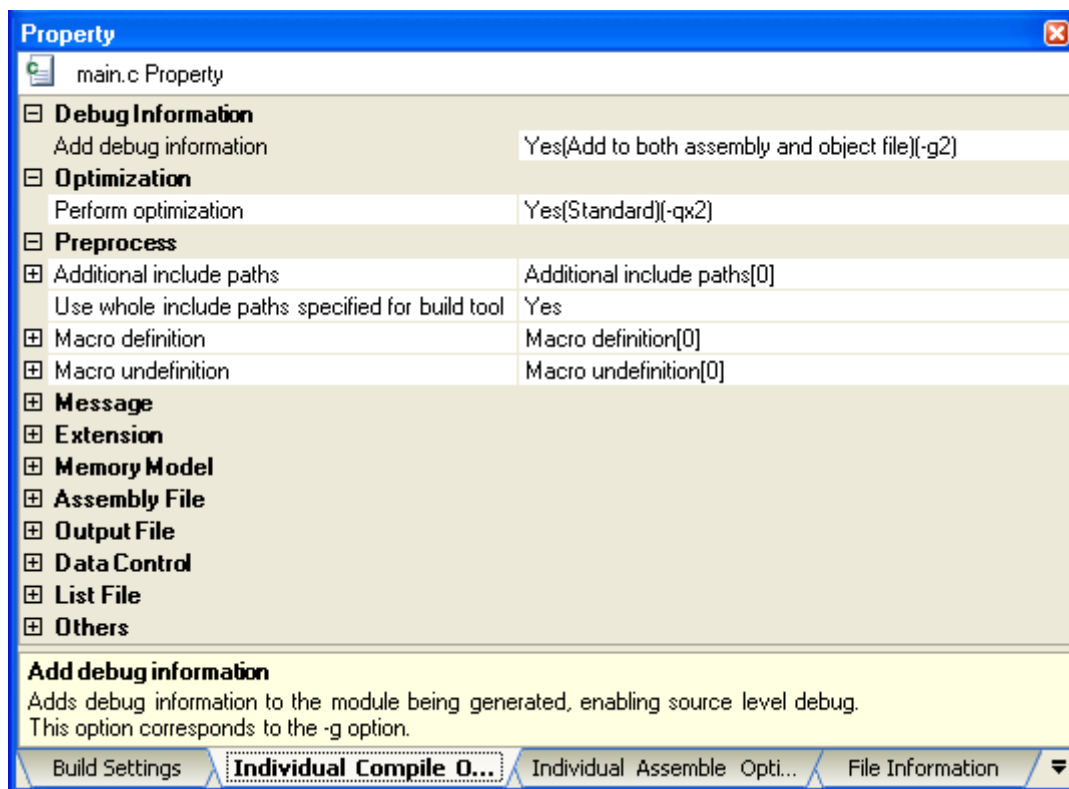 Property
main.c Property
Debug Information
Add debug information Yes(Add to both assembly and object file)(-g2)
Optimization
Perform optimization Yes(Standard)(-qx2)
Preprocess
Additional include paths Additional include paths[0]
Use whole include paths specified for build tool Yes
Macro definition Macro definition[0]
Macro undefinition Macro undefinition[0]
Message
Extension
Memory Model
Assembly File
Output File
Data Control
List File
Others
Add debug information
Adds debug information to the module being generated, enabling source level debug.
This option corresponds to the -g option.
Build Settings Individual Compile O... Individual Assemble Opti... File Information